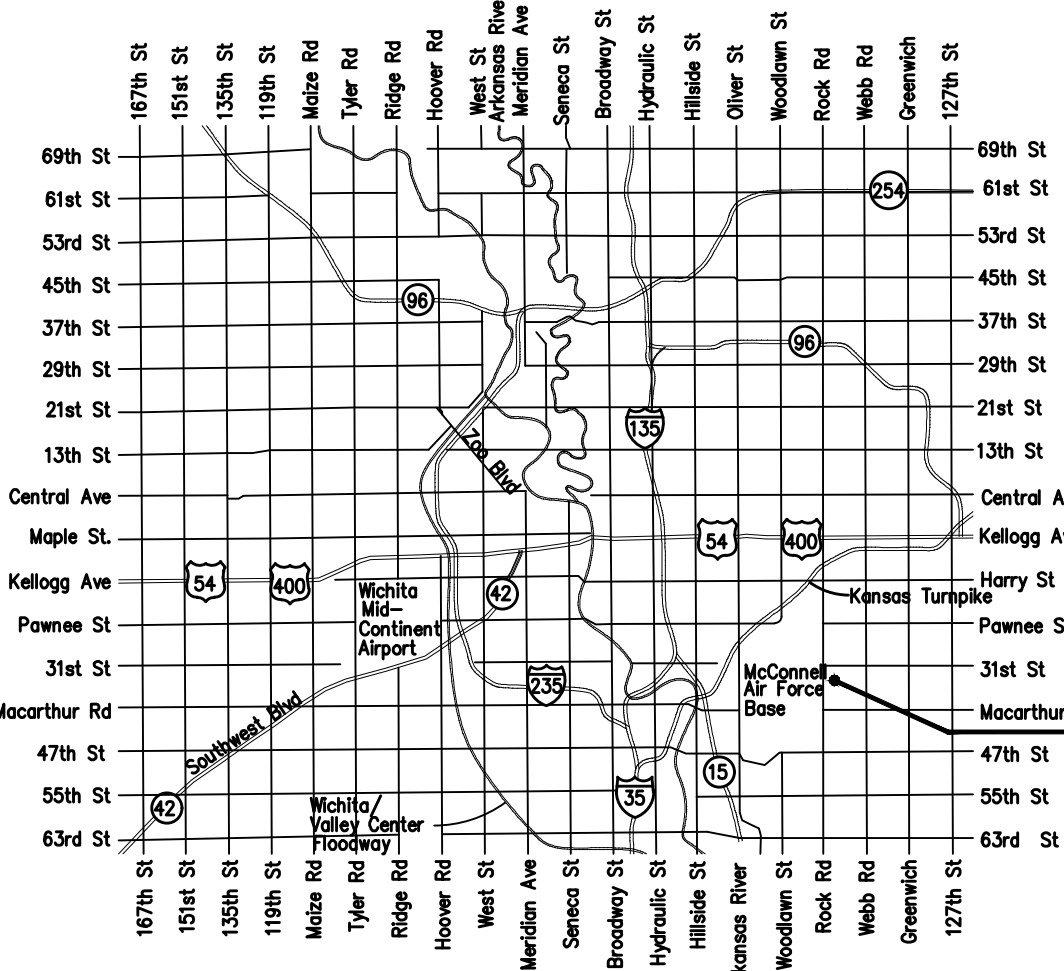 167th St
151st St
135th St
119th St
Maize Rd
Tyler Rd
Ridge Rd
Hoover Rd
West St
Arkansas Rive
Meridian Ave
Seneca St
Broadway St
Hydraulic St
Hillside St
Oliver St
Woodlawn St
Rock Rd
Webb Rd
Greenwich
127th St
69th St
69th St
61st St
254
61st St
53rd St
53rd St
45th St
45th St
96
37th St
37th St
96
29th St
29th St
21st St
21st St
135
13th St
Zoo Blvd
13th St
Central Ave
Central A
Maple St.
54
400
Kellogg Av
Kellogg Ave
54
400
Harry St
Wichita
Mid-
Continent
Airport
42
Kansas Turnpike
Pawnee St
Pawnee S
31st St
31st St
235
McConnell
Air Force
Base
Macarthur Rd
Macarthur
Southwest Blvd
47th St
47th St
15
55th St
42
35
55th St
Wichita/
Valley Center
Floodway
63rd St
63rd St
167th St
151st St
135th St
119th St
Maize Rd
Tyler Rd
Ridge Rd
Hoover Rd
West St
Meridian Ave
Seneca St
Broadway St
Hydraulic St
Hillside St
kansas River
Woodlawn St
Rock Rd
Webb Rd
Greenwich
127th St